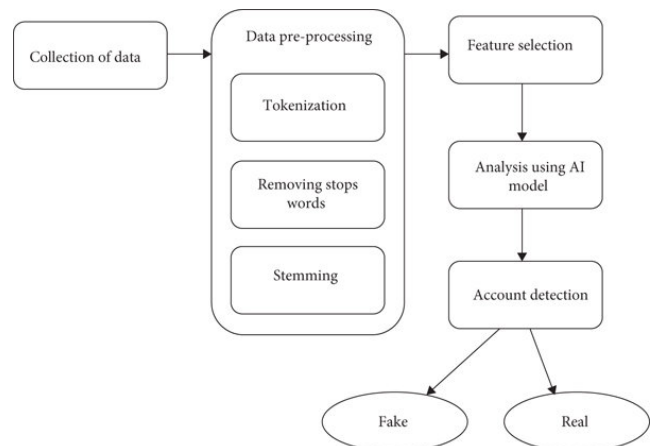 Collection of data
Data pre-processing
Tokenization
Removing stops
words
Stemming
Feature selection
Analysis using AI
model
Account detection
Fake
Real